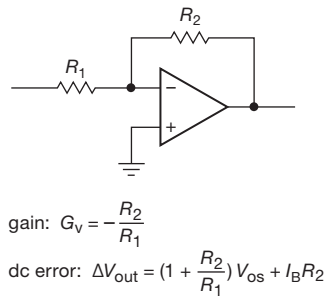 R₂
R₁
−
+
gain: Gᵥ = −R₂/R₁
dc error: ΔVout = (1 + R₂/R₁) Vos + IB R₂